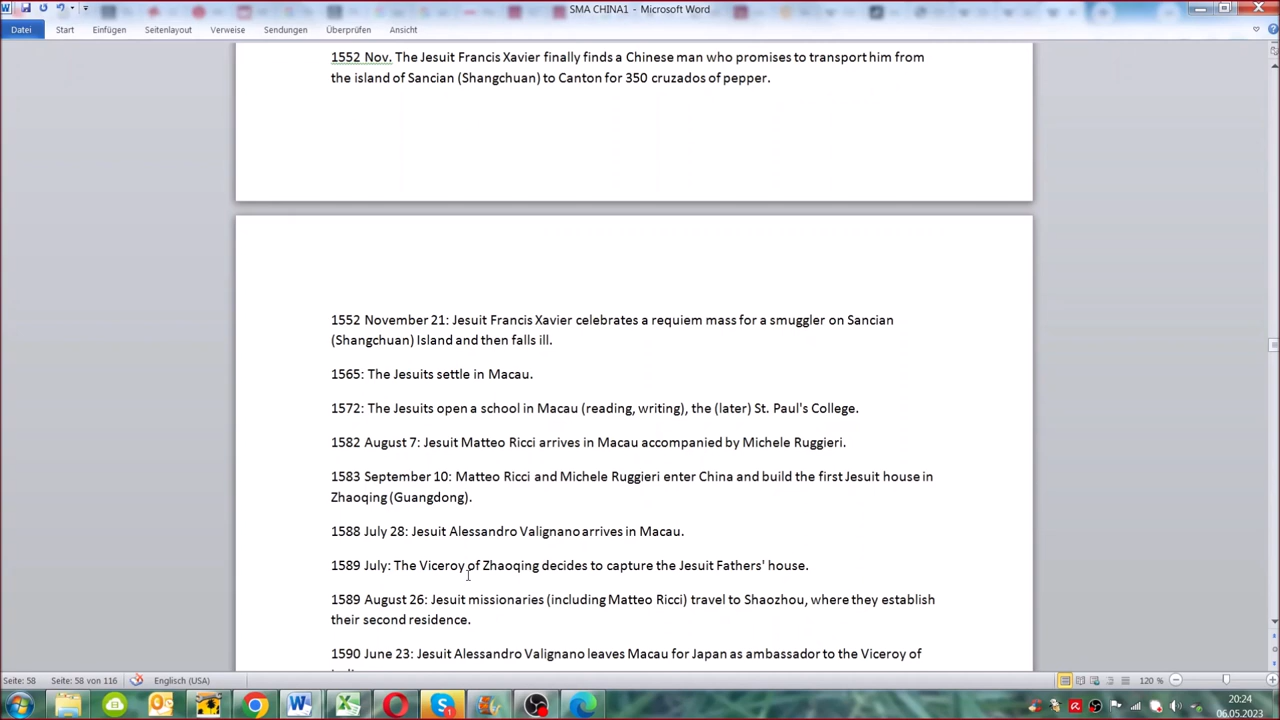 SMA CHINA1 - Microsoft Word
Datei Start Einfügen Seitenlayout Verweise Sendungen Überprüfen Ansicht
1552 Nov. The Jesuit Francis Xavier finally finds a Chinese man who promises to transport him from
the island of Sancian (Shangchuan) to Canton for 350 cruzados of pepper.
1552 November 21: Jesuit Francis Xavier celebrates a requiem mass for a smuggler on Sancian
(Shangchuan) Island and then falls ill.
1565: The Jesuits settle in Macau.
1572: The Jesuits open a school in Macau (reading, writing), the (later) St. Paul's College.
1582 August 7: Jesuit Matteo Ricci arrives in Macau accompanied by Michele Ruggieri.
1583 September 10: Matteo Ricci and Michele Ruggieri enter China and build the first Jesuit house in
Zhaoqing (Guangdong).
1588 July 28: Jesuit Alessandro Valignano arrives in Macau.
1589 July: The Viceroy of Zhaoqing decides to capture the Jesuit Fathers' house.
1589 August 26: Jesuit missionaries (including Matteo Ricci) travel to Shaozhou, where they establish
their second residence.
1590 June 23: Jesuit Alessandro Valignano leaves Macau for Japan as ambassador to the Viceroy of
Seite: 58 Seite: 58 von 116 Englisch (USA) 120 %
20:24
06.05.2023